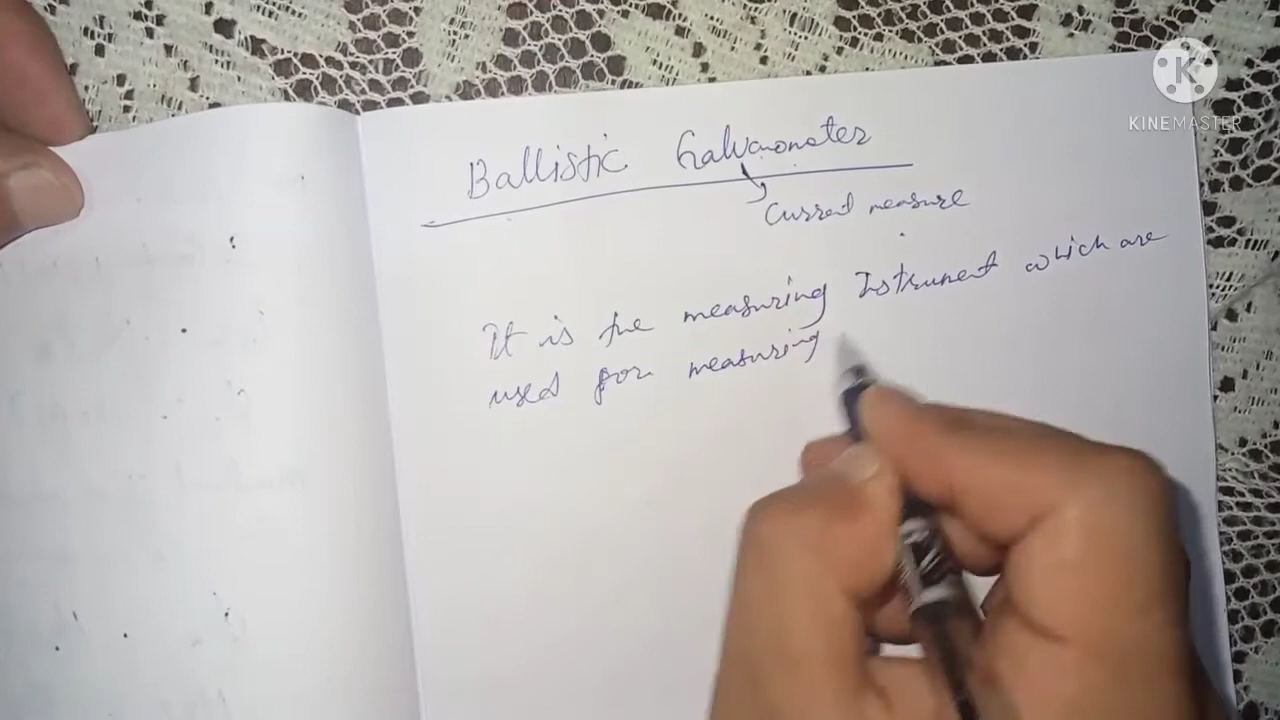 KINEMASTER
Ballistic Galvanometer
Current measure
It is the measuring Instrument which are
used for measuring